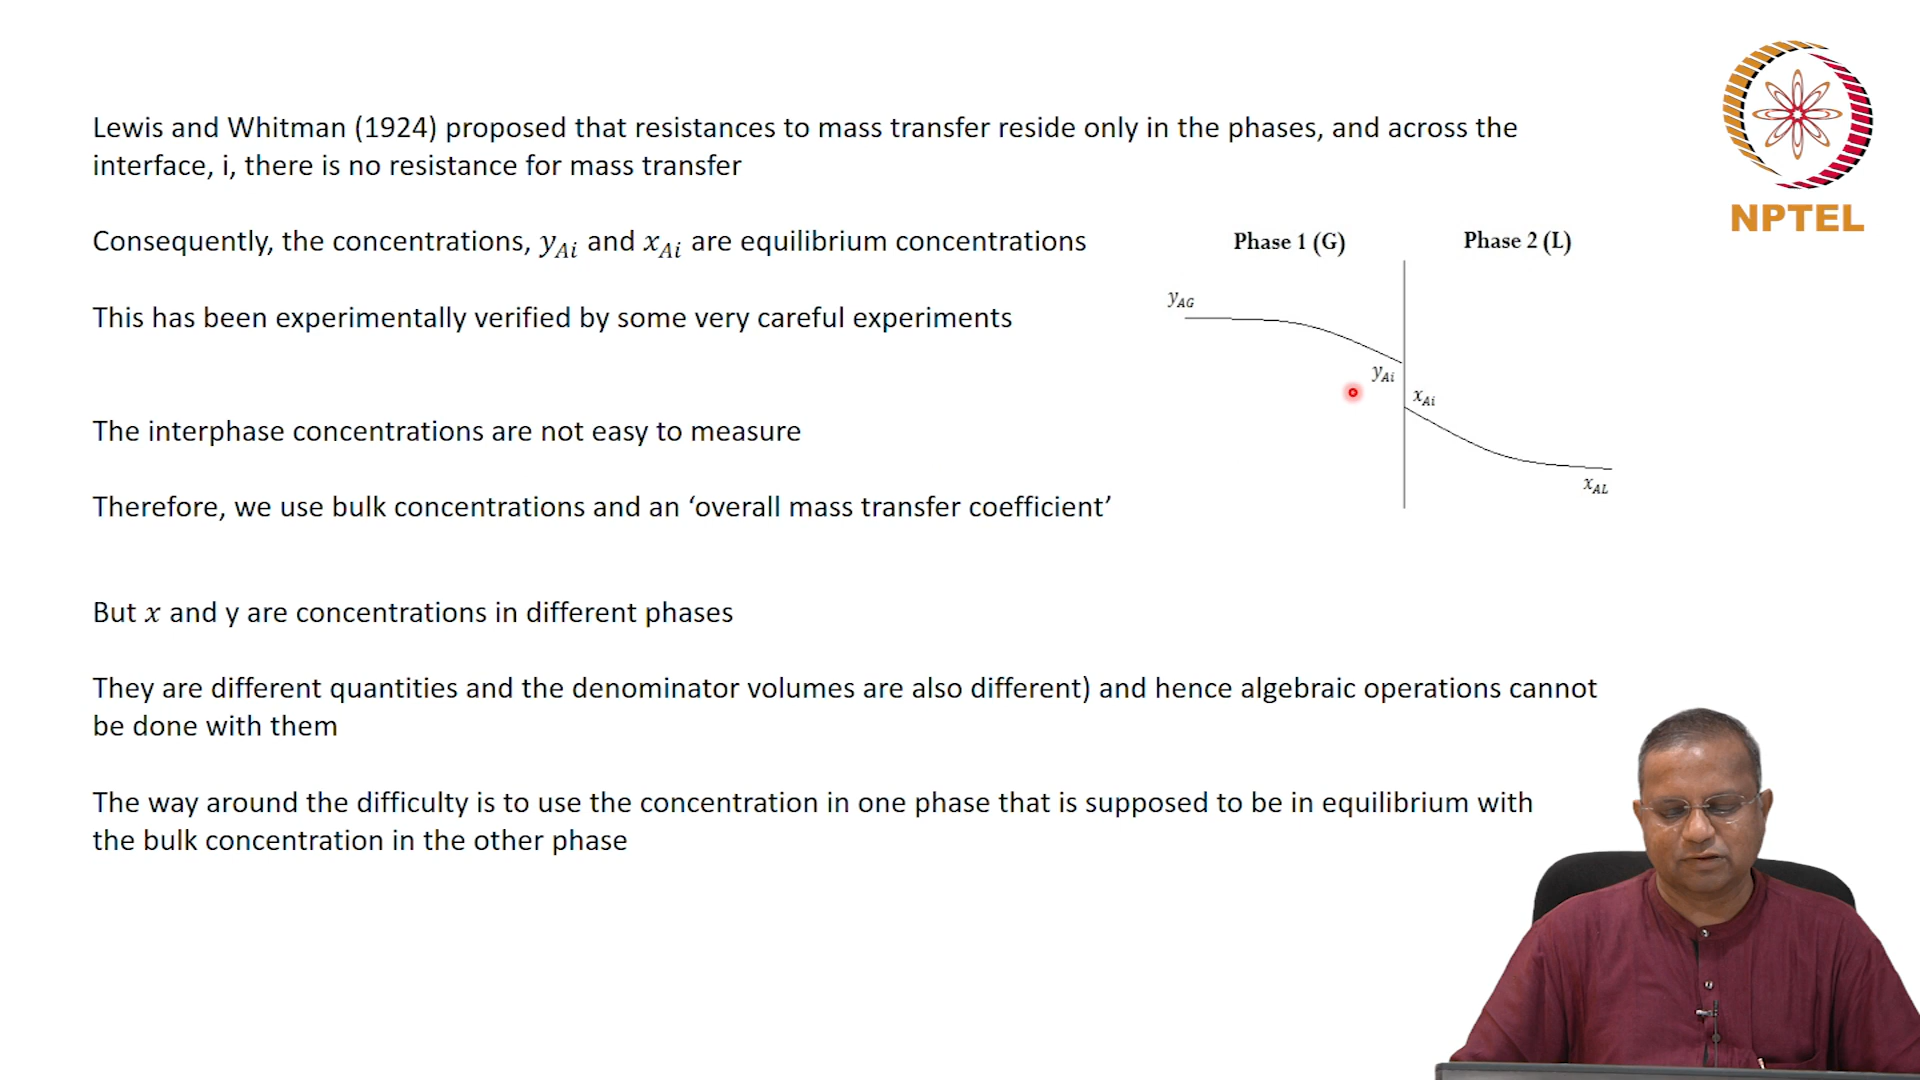 Lewis and Whitman (1924) proposed that resistances to mass transfer reside only in the phases, and across the
interface, i, there is no resistance for mass transfer
NPTEL
Consequently, the concentrations, y_Ai and x_Ai are equilibrium concentrations
Phase 1 (G)
Phase 2 (L)
y_AG
This has been experimentally verified by some very careful experiments
y_Ai
x_Ai
The interphase concentrations are not easy to measure
x_AL
Therefore, we use bulk concentrations and an ‘overall mass transfer coefficient’
But x and y are concentrations in different phases
They are different quantities and the denominator volumes are also different) and hence algebraic operations cannot
be done with them
The way around the difficulty is to use the concentration in one phase that is supposed to be in equilibrium with
the bulk concentration in the other phase